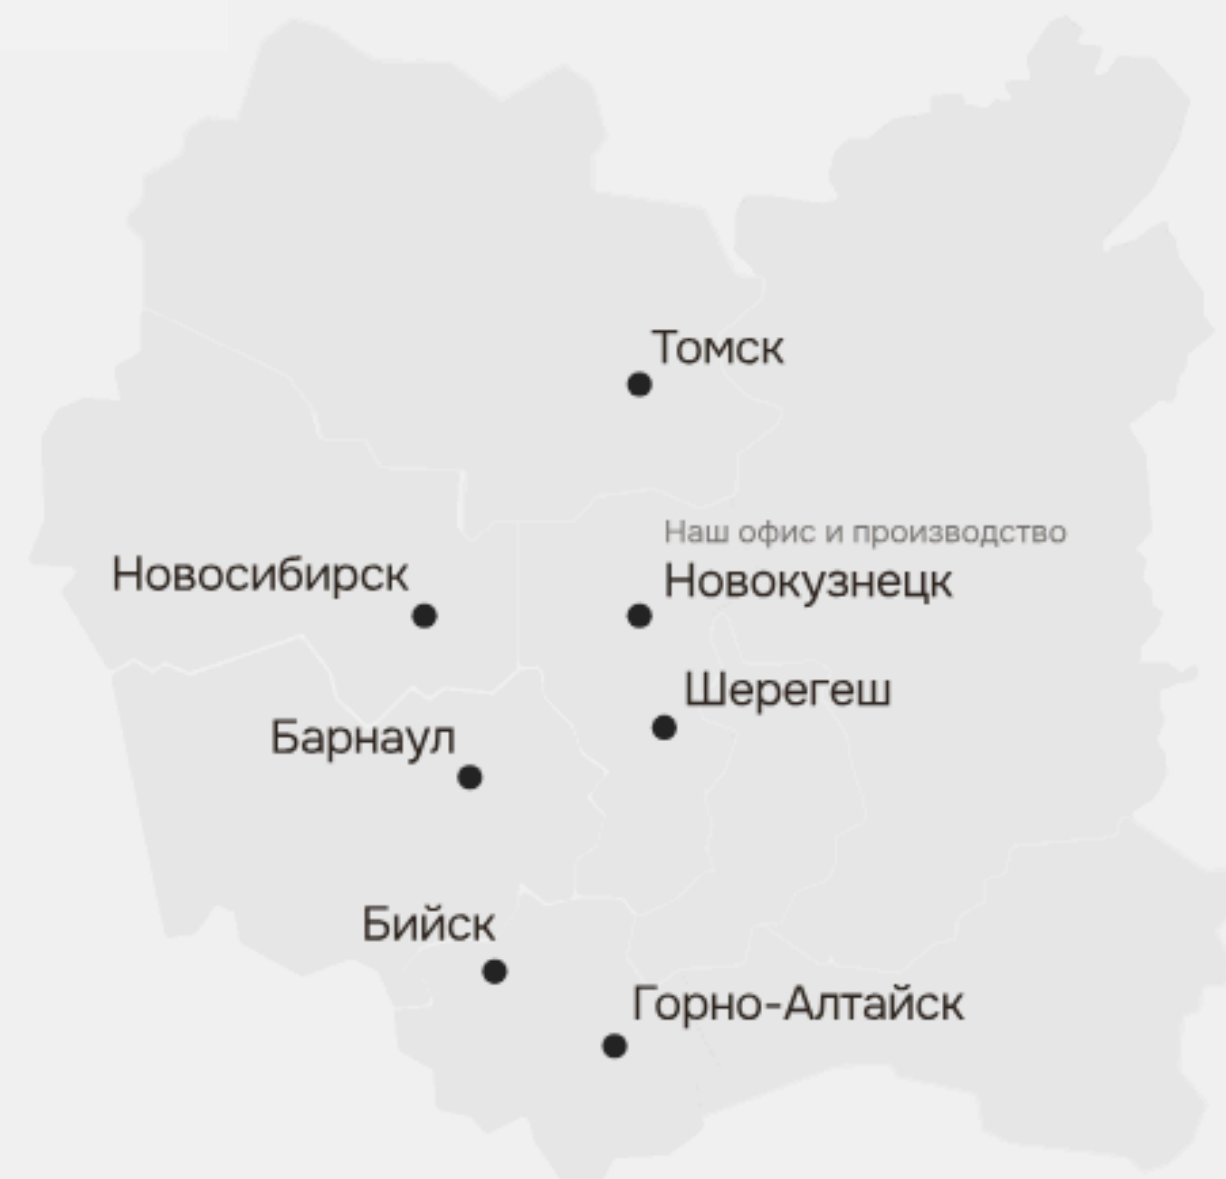 Томск
Наш офис и производство
Новокузнецк
Новосибирск
Шерегеш
Барнаул
Бийск
Горно-Алтайск